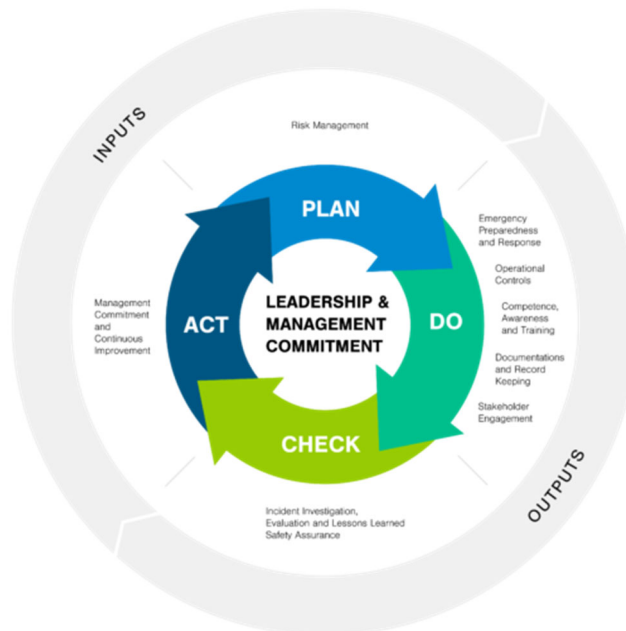 INPUTS
Risk Management
PLAN
Emergency
Preparedness
and Response
Operational
Controls
Competence,
Awareness
and Training
Documentations
and Record
Keeping
Stakeholder
Engagement
DO
LEADERSHIP &
MANAGEMENT
COMMITMENT
ACT
Management
Commitment
and
Continuous
Improvement
CHECK
Incident Investigation,
Evaluation and Lessons Learned
Safety Assurance
OUTPUTS